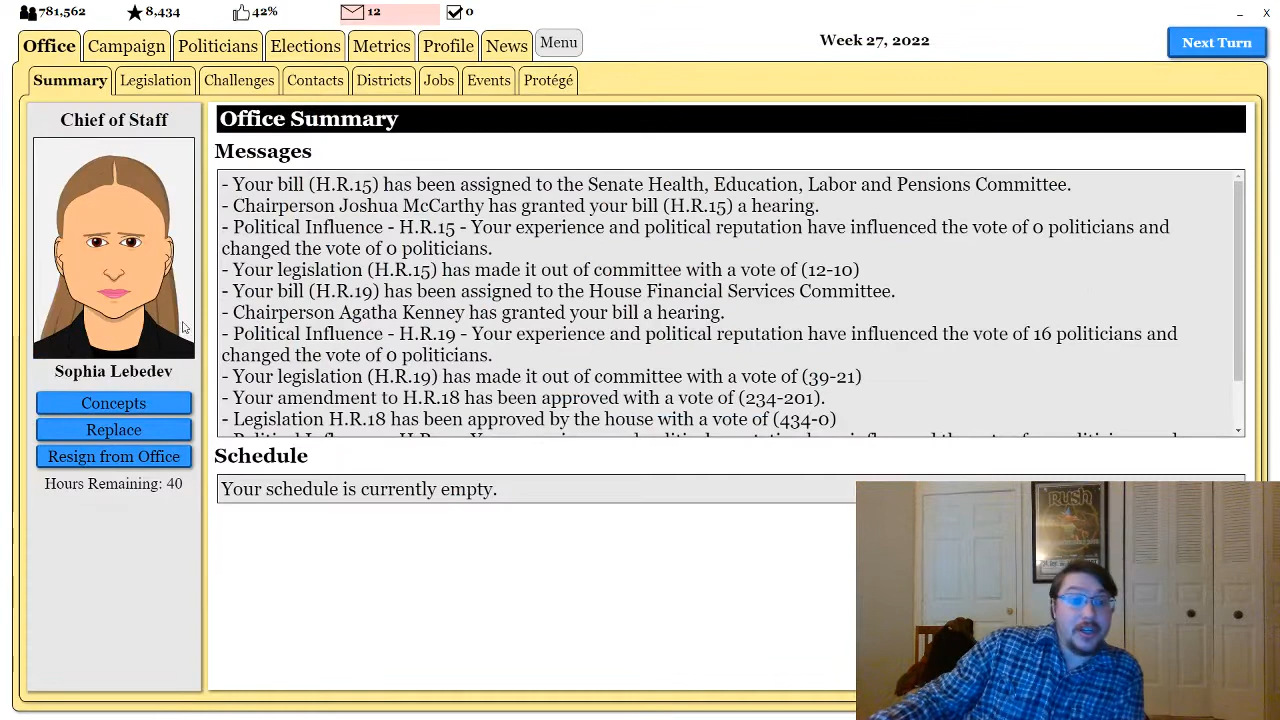 781,562 8,434 42% 12 0 _ X
Office Campaign Politicians Elections Metrics Profile News Menu Week 27, 2022 Next Turn
Summary Legislation Challenges Contacts Districts Jobs Events Protégé
Chief of Staff
Sophia Lebedev
Concepts
Replace
Resign from Office
Hours Remaining: 40
Office Summary
Messages
- Your bill (H.R.15) has been assigned to the Senate Health, Education, Labor and Pensions Committee.
- Chairperson Joshua McCarthy has granted your bill (H.R.15) a hearing.
- Political Influence - H.R.15 - Your experience and political reputation have influenced the vote of 0 politicians and
changed the vote of 0 politicians.
- Your legislation (H.R.15) has made it out of committee with a vote of (12-10)
- Your bill (H.R.19) has been assigned to the House Financial Services Committee.
- Chairperson Agatha Kenney has granted your bill a hearing.
- Political Influence - H.R.19 - Your experience and political reputation have influenced the vote of 16 politicians and
changed the vote of 0 politicians.
- Your legislation (H.R.19) has made it out of committee with a vote of (39-21)
- Your amendment to H.R.18 has been approved with a vote of (234-201).
- Legislation H.R.18 has been approved by the house with a vote of (434-0)
Schedule
Your schedule is currently empty.
RUSH